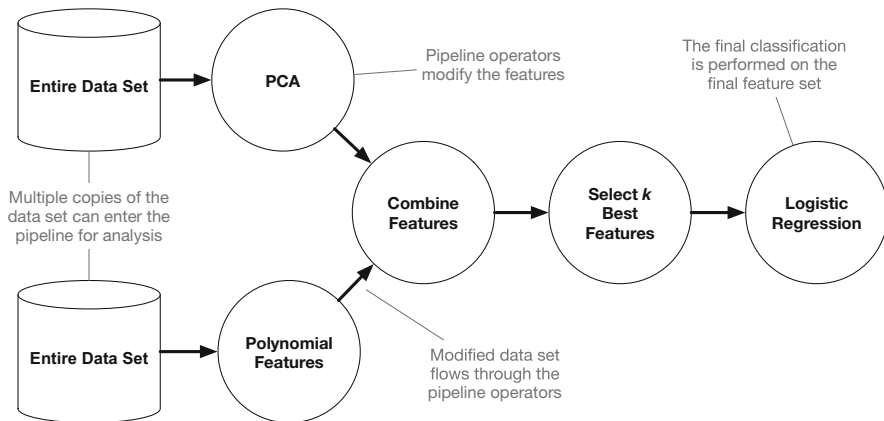 Entire Data Set
PCA
Pipeline operators
modify the features
The final classification
is performed on the
final feature set
Multiple copies of the
data set can enter the
pipeline for analysis
Combine
Features
Select k
Best
Features
Logistic
Regression
Entire Data Set
Polynomial
Features
Modified data set
flows through the
pipeline operators